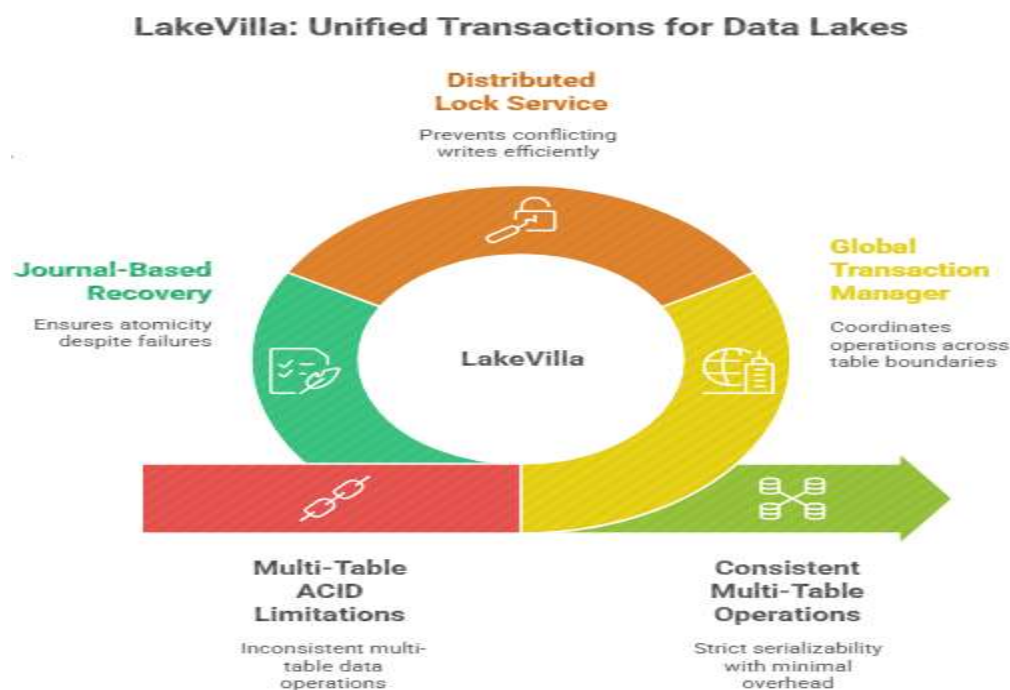 LakeVilla: Unified Transactions for Data Lakes
Distributed
Lock Service
Prevents conflicting
writes efficiently
Journal-Based
Recovery
Ensures atomicity
despite failures
Global
Transaction
Manager
Coordinates
operations across
table boundaries
LakeVilla
Multi-Table
ACID
Limitations
Inconsistent multi-
table data
operations
Consistent
Multi-Table
Operations
Strict serializability
with minimal
overhead